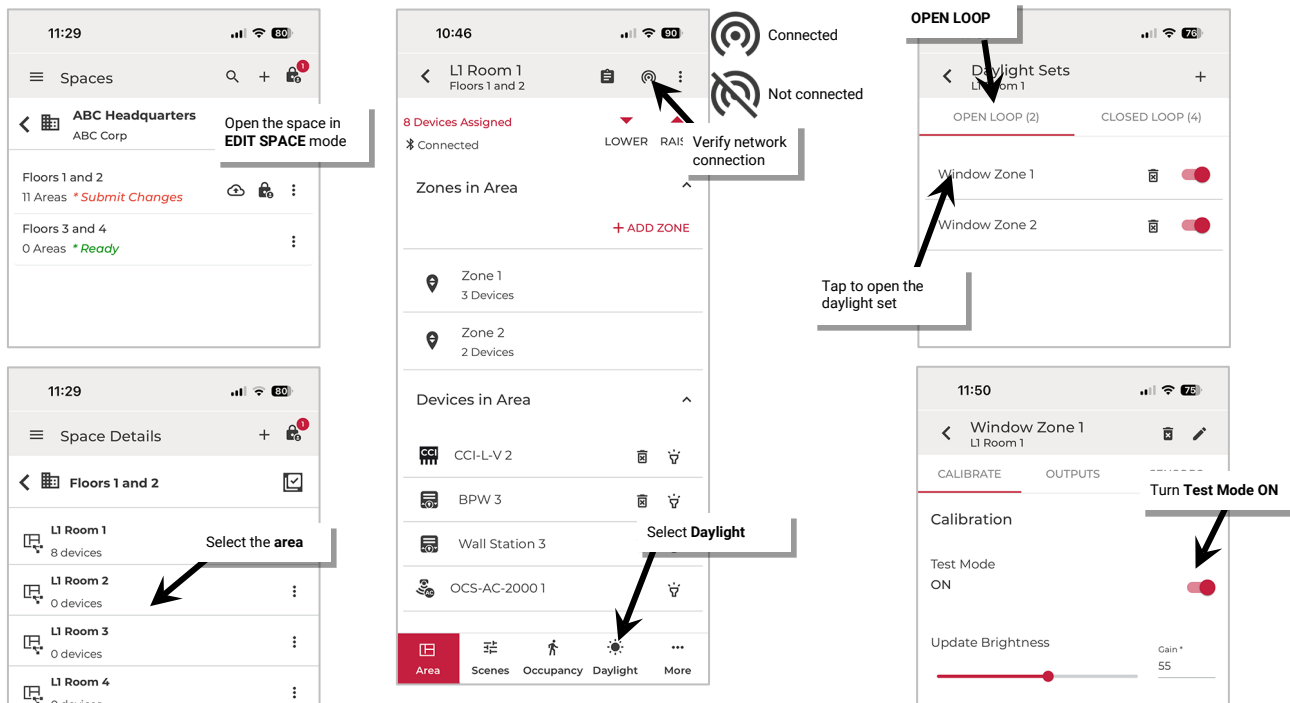 11:29
80
Spaces
1
ABC Headquarters
ABC Corp
Open the space in
EDIT SPACE mode
Floors 1 and 2
11 Areas * Submit Changes
Floors 3 and 4
0 Areas * Ready
11:29
80
Space Details
1
Floors 1 and 2
L1 Room 1
8 devices
Select the area
L1 Room 2
0 devices
L1 Room 3
0 devices
L1 Room 4
10:46
90
L1 Room 1
Floors 1 and 2
Connected
Not connected
8 Devices Assigned
Connected
LOWER
Verify network
connection
Zones in Area
+ ADD ZONE
Zone 1
3 Devices
Zone 2
2 Devices
Devices in Area
CCI
CCI-L-V 2
BPW 3
Wall Station 3
Select Daylight
AC
OCS-AC-2000 1
Area
Scenes
Occupancy
Daylight
More
OPEN LOOP
76
Daylight Sets
L1 Room 1
+
OPEN LOOP (2)
CLOSED LOOP (4)
Window Zone 1
Window Zone 2
Tap to open the
daylight set
11:50
75
Window Zone 1
L1 Room 1
CALIBRATE
OUTPUTS
Turn Test Mode ON
Calibration
Test Mode
ON
Update Brightness
Gain *
55